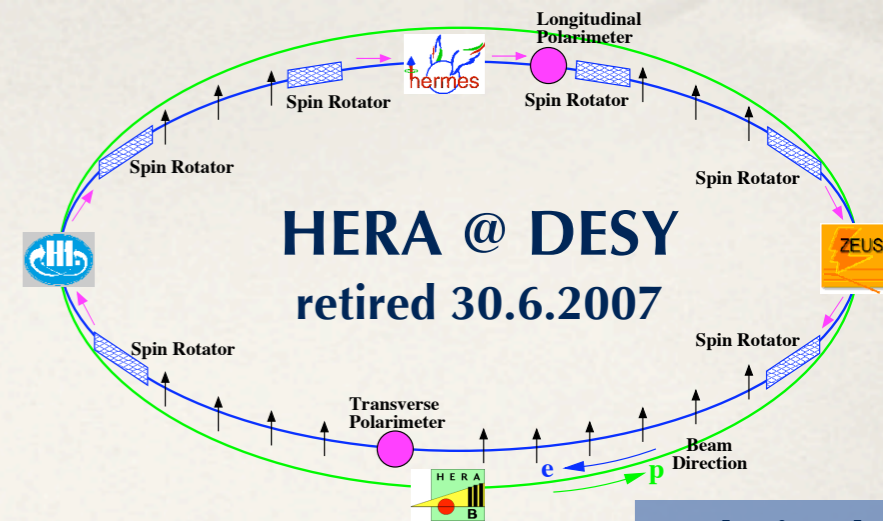 Longitudinal
Polarimeter
hermes
Spin Rotator
Spin Rotator
Spin Rotator
Spin Rotator
HERA @ DESY
retired 30.6.2007
H1
ZEUS
Spin Rotator
Spin Rotator
Transverse
Polarimeter
Beam
Direction
e
p
HERA
B